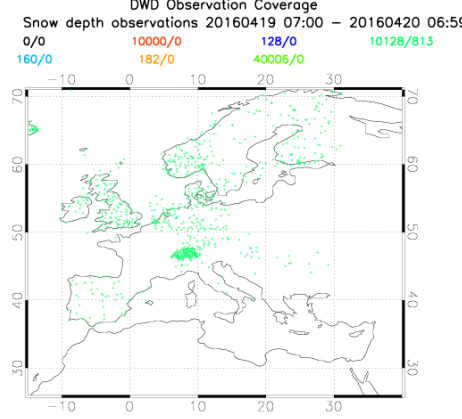 DWD Observation Coverage
Snow depth observations 20160419 07:00 − 20160420 06:59
0/0 10000/0 128/0 10128/813
160/0 182/0 40006/0
−10 0 10 20 30
70 70
60 60
50 50
40 40
30 30
−10 0 10 20 30